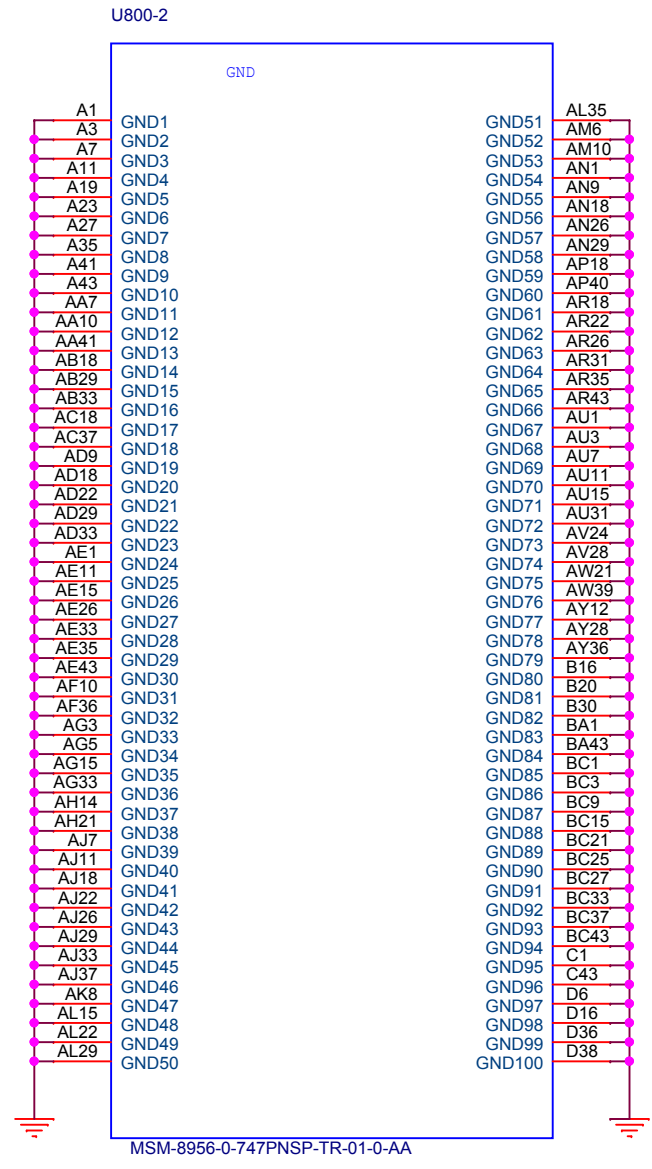 U800-2
GND
A1 GND1 GND51 AL35
A3 GND2 GND52 AM6
A7 GND3 GND53 AM10
A11 GND4 GND54 AN1
A19 GND5 GND55 AN9
A23 GND6 GND56 AN18
A27 GND7 GND57 AN26
A35 GND8 GND58 AN29
A41 GND9 GND59 AP18
A43 GND10 GND60 AP40
AA7 GND11 GND61 AR18
AA10 GND12 GND62 AR22
AA41 GND13 GND63 AR26
AB18 GND14 GND64 AR31
AB29 GND15 GND65 AR35
AB33 GND16 GND66 AR43
AC18 GND17 GND67 AU1
AC37 GND18 GND68 AU3
AD9 GND19 GND69 AU7
AD18 GND20 GND70 AU11
AD22 GND21 GND71 AU15
AD29 GND22 GND72 AU31
AD33 GND23 GND73 AV24
AE1 GND24 GND74 AV28
AE11 GND25 GND75 AW21
AE15 GND26 GND76 AW39
AE26 GND27 GND77 AY12
AE33 GND28 GND78 AY28
AE35 GND29 GND79 AY36
AE43 GND30 GND80 B16
AF10 GND31 GND81 B20
AF36 GND32 GND82 B30
AG3 GND33 GND83 BA1
AG5 GND34 GND84 BA43
AG15 GND35 GND85 BC1
AG33 GND36 GND86 BC3
AH14 GND37 GND87 BC9
AH21 GND38 GND88 BC15
AJ7 GND39 GND89 BC21
AJ11 GND40 GND90 BC25
AJ18 GND41 GND91 BC27
AJ22 GND42 GND92 BC33
AJ26 GND43 GND93 BC37
AJ29 GND44 GND94 BC43
AJ33 GND45 GND95 C1
AJ37 GND46 GND96 C43
AK8 GND47 GND97 D6
AL15 GND48 GND98 D16
AL22 GND49 GND99 D36
AL29 GND50 GND100 D38
MSM-8956-0-747PNSP-TR-01-0-AA